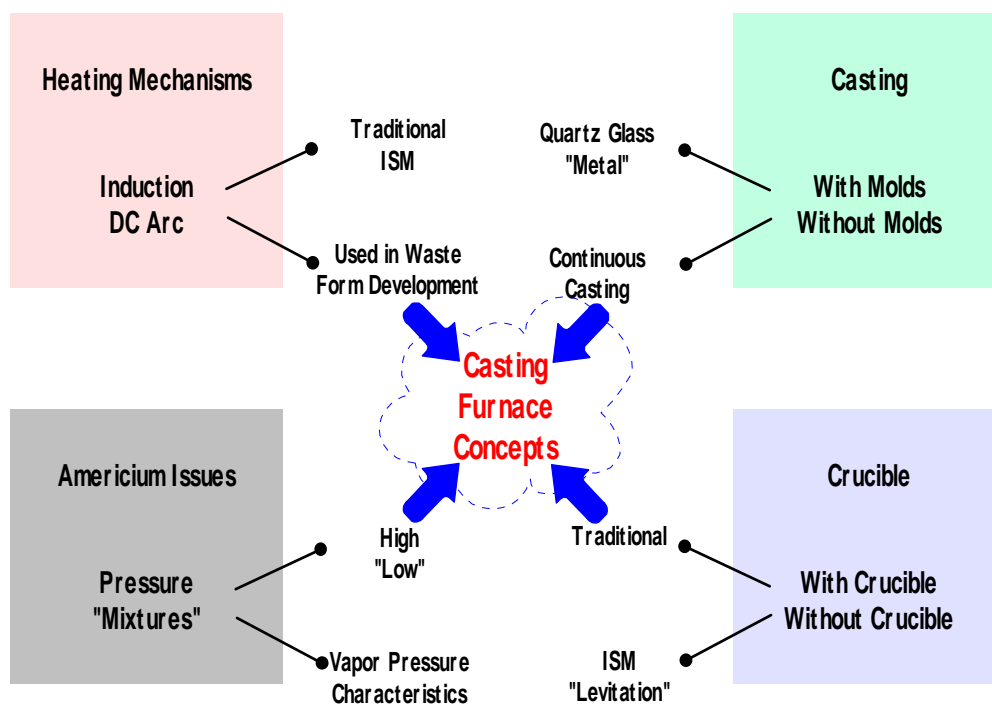 Heating Mechanisms
Induction
DC Arc
Traditional
ISM
Used in Waste
Form Development
Quartz Glass
"Metal"
Continuous
Casting
Casting
With Molds
Without Molds
Casting
Furnace
Concepts
Americium Issues
Pressure
"Mixtures"
High
"Low"
Vapor Pressure
Characteristics
Traditional
ISM
"Levitation"
Crucible
With Crucible
Without Crucible